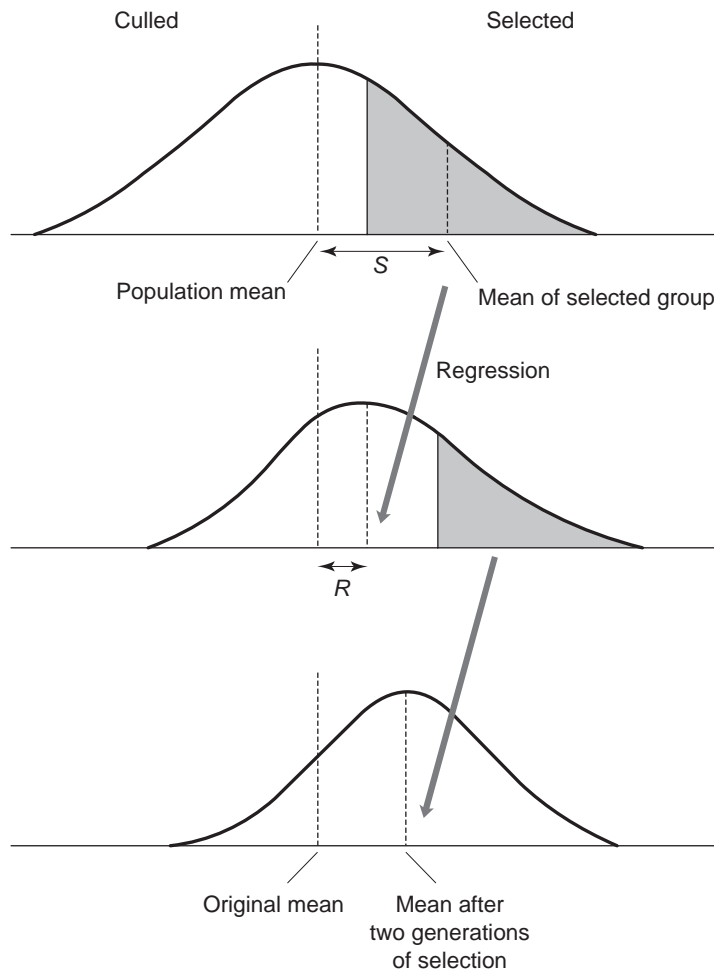 Culled
Selected
S
Population mean
Mean of selected group
Regression
R
Original mean
Mean after
two generations
of selection